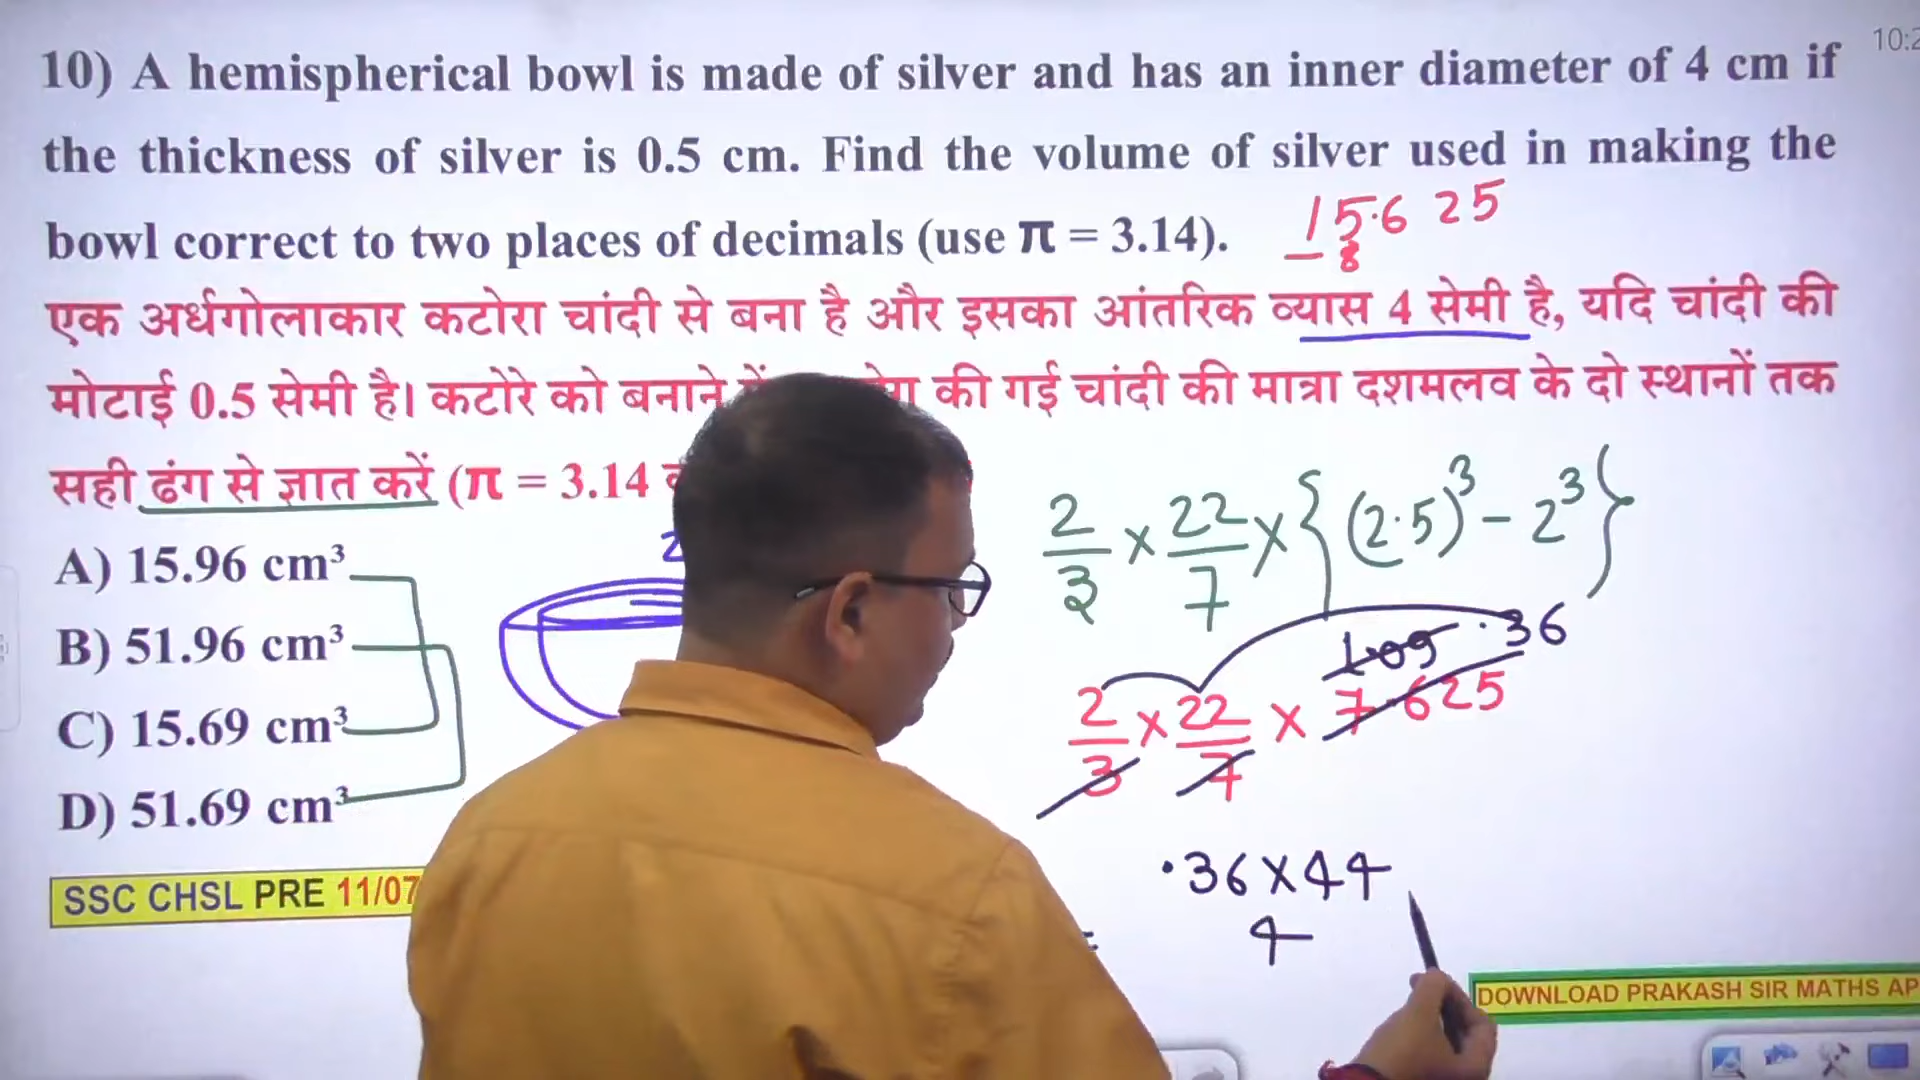 10:2
10) A hemispherical bowl is made of silver and has an inner diameter of 4 cm if
the thickness of silver is 0.5 cm. Find the volume of silver used in making the
bowl correct to two places of decimals (use π = 3.14).
15.625
- 8
एक अर्धगोलाकार कटोरा चांदी से बना है और इसका आंतरिक व्यास 4 सेमी है, यदि चांदी की
मोटाई 0.5 सेमी है। कटोरे को बनाने की गई चांदी की मात्रा दशमलव के दो स्थानों तक
सही ढंग से ज्ञात करें (π = 3.14
2/3 × 22/7 × {(2.5)³ - 2³}
A) 15.96 cm³
B) 51.96 cm³
C) 15.69 cm³
D) 51.69 cm³
1.09 .36
2/3 × 22/7 × 7.625
.36×44
4
SSC CHSL PRE 11/07
DOWNLOAD PRAKASH SIR MATHS AP